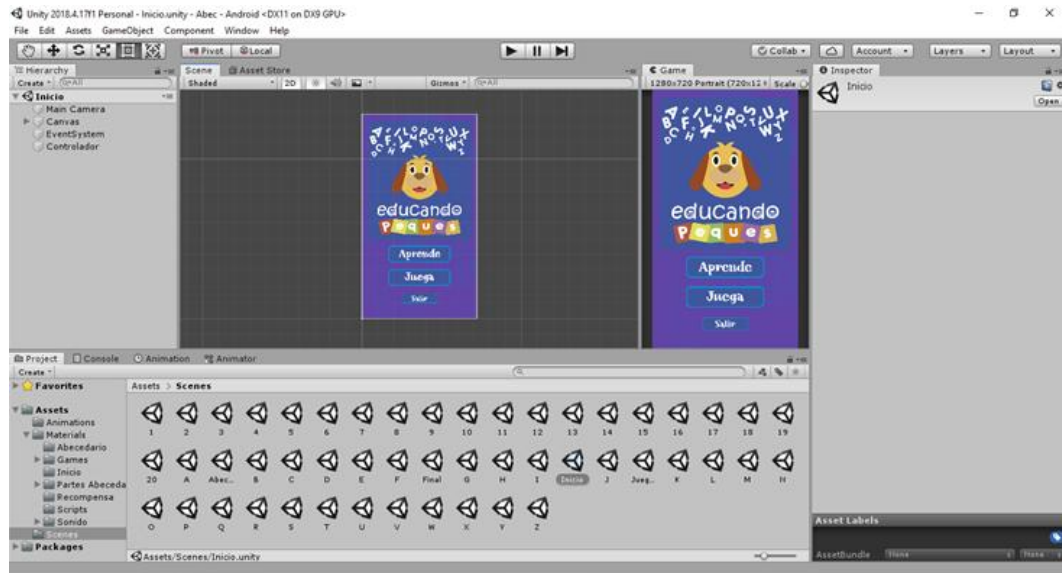 Unity 2018.4.17f1 Personal - Inicio.unity - Abec - Android <DX11 on DX9 GPU>
File Edit Assets GameObject Component Window Help
Pivot Local Collab Account Layers Layout
Hierarchy
Create All
Inicio
Main Camera
Canvas
EventSystem
Controlador
Scene Asset Store
Shaded 2D Gizmos All
educando
Peques
Aprende
Juega
Salir
Game
1280x720 Portrait (720x12 Scale
educando
Peques
Aprende
Juega
Salir
Inspector
Inicio
Open
Project Console Animation Animator
Create
Favorites
Assets
Animations
Materials
Abecedario
Games
Inicio
Partes Abeceda
Recompensa
Scripts
Sonido
Scenes
Packages
Assets > Scenes
1 2 3 4 5 6 7 8 9 10 11 12 13 14 15 16 17 18 19
20 A Abec... B C D E F Final G H I Inicio J Jueg... K L M N
O P Q R S T U V W X Y Z
Assets/Scenes/Inicio.unity
Asset Labels
AssetBundle None None